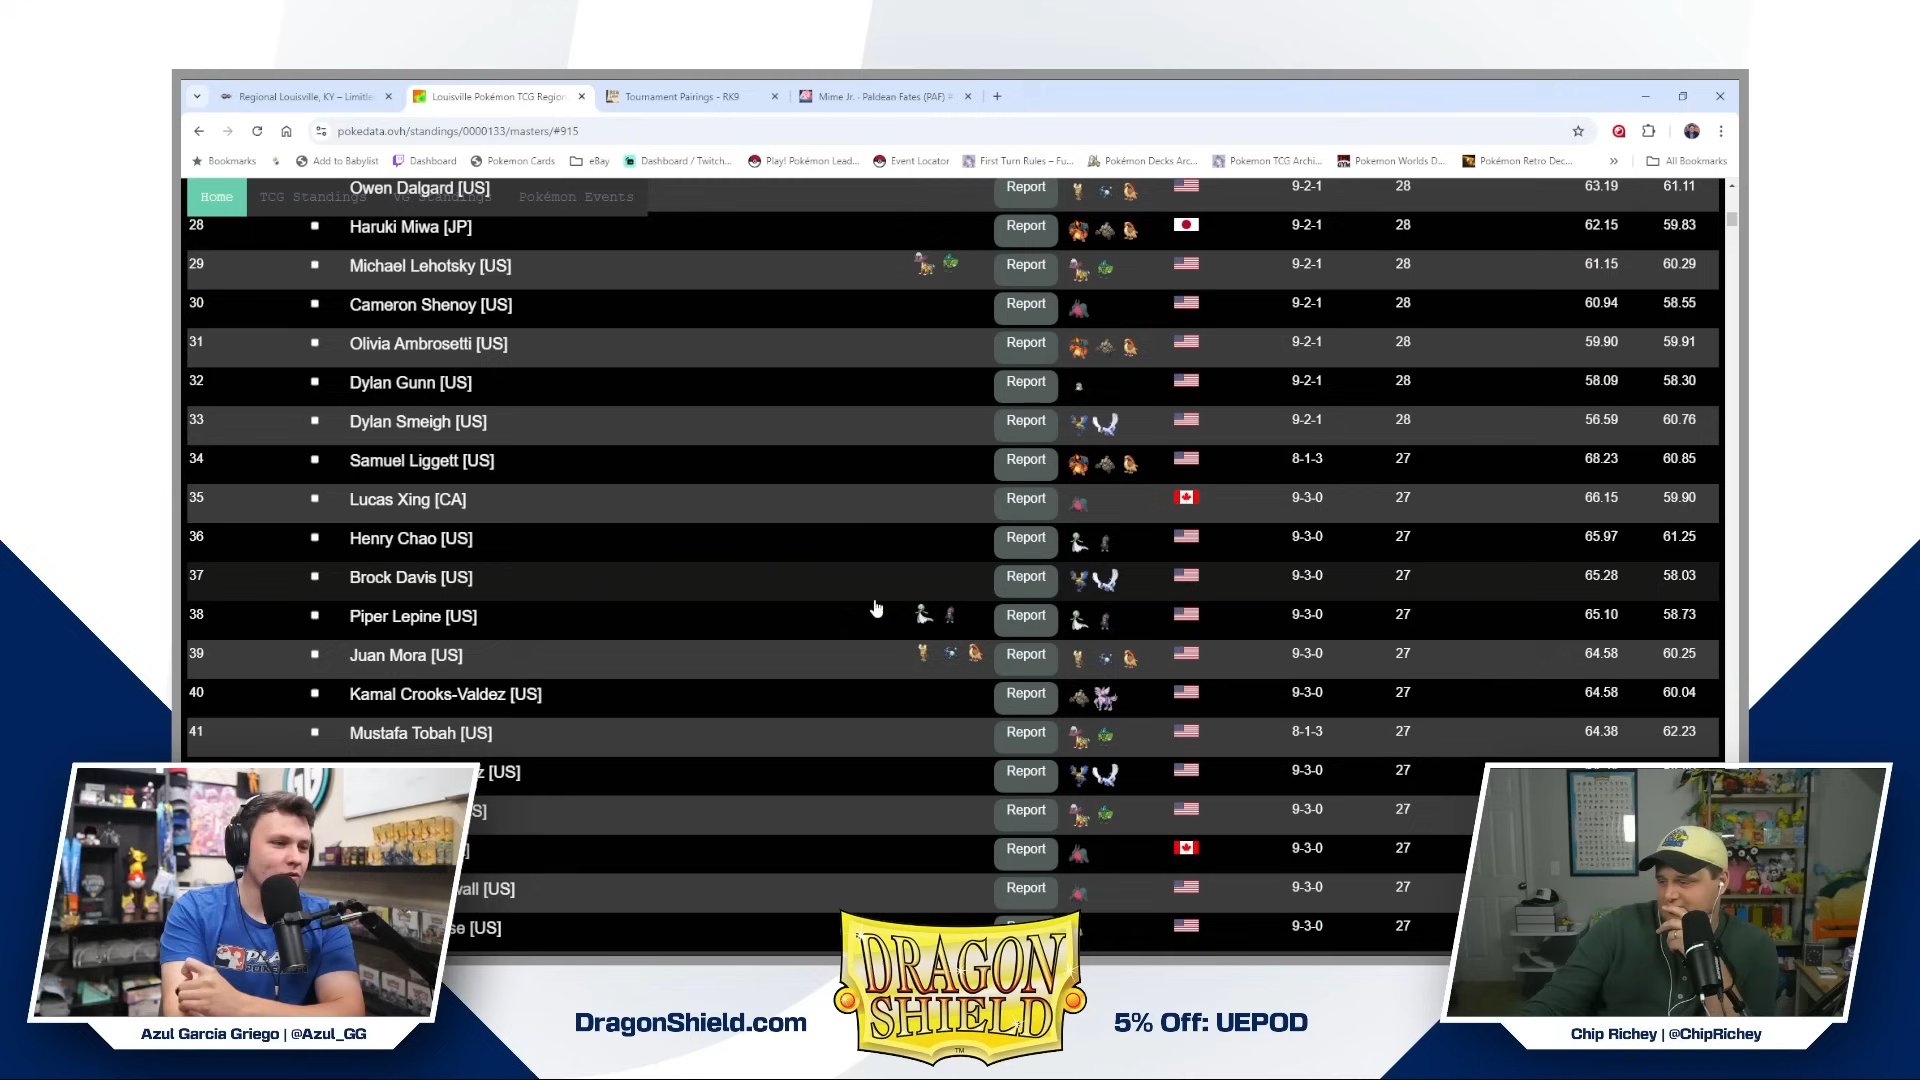 Regional Louisville, KY – Limitle
Louisville Pokémon TCG Region
Tournament Pairings - RK9
Mime Jr. - Paldean Fates (PAF)
pokedata.ovh/standings/0000133/masters/#915
Bookmarks
Add to Babylist
Dashboard
Pokemon Cards
eBay
Dashboard / Twitch...
Play! Pokémon Lead...
Event Locator
First Turn Rules – Fu...
Pokémon Decks Arc...
Pokemon TCG Archi...
Pokemon Worlds D...
Pokémon Retro Dec...
All Bookmarks
Home TCG Standings VG Standings Pokémon Events
Owen Dalgard [US] Report 9-2-1 28 63.19 61.11
28 Haruki Miwa [JP] Report 9-2-1 28 62.15 59.83
29 Michael Lehotsky [US] Report 9-2-1 28 61.15 60.29
30 Cameron Shenoy [US] Report 9-2-1 28 60.94 58.55
31 Olivia Ambrosetti [US] Report 9-2-1 28 59.90 59.91
32 Dylan Gunn [US] Report 9-2-1 28 58.09 58.30
33 Dylan Smeigh [US] Report 9-2-1 28 56.59 60.76
34 Samuel Liggett [US] Report 8-1-3 27 68.23 60.85
35 Lucas Xing [CA] Report 9-3-0 27 66.15 59.90
36 Henry Chao [US] Report 9-3-0 27 65.97 61.25
37 Brock Davis [US] Report 9-3-0 27 65.28 58.03
38 Piper Lepine [US] Report 9-3-0 27 65.10 58.73
39 Juan Mora [US] Report 9-3-0 27 64.58 60.25
40 Kamal Crooks-Valdez [US] Report 9-3-0 27 64.58 60.04
41 Mustafa Tobah [US] Report 8-1-3 27 64.38 62.23
z [US] Report 9-3-0 27
S] Report 9-3-0 27
] Report 9-3-0 27
vall [US] Report 9-3-0 27
se [US] 9-3-0 27
DRAGON
SHIELD
TM
DragonShield.com
5% Off: UEPOD
Azul Garcia Griego | @Azul_GG
Chip Richey | @ChipRichey